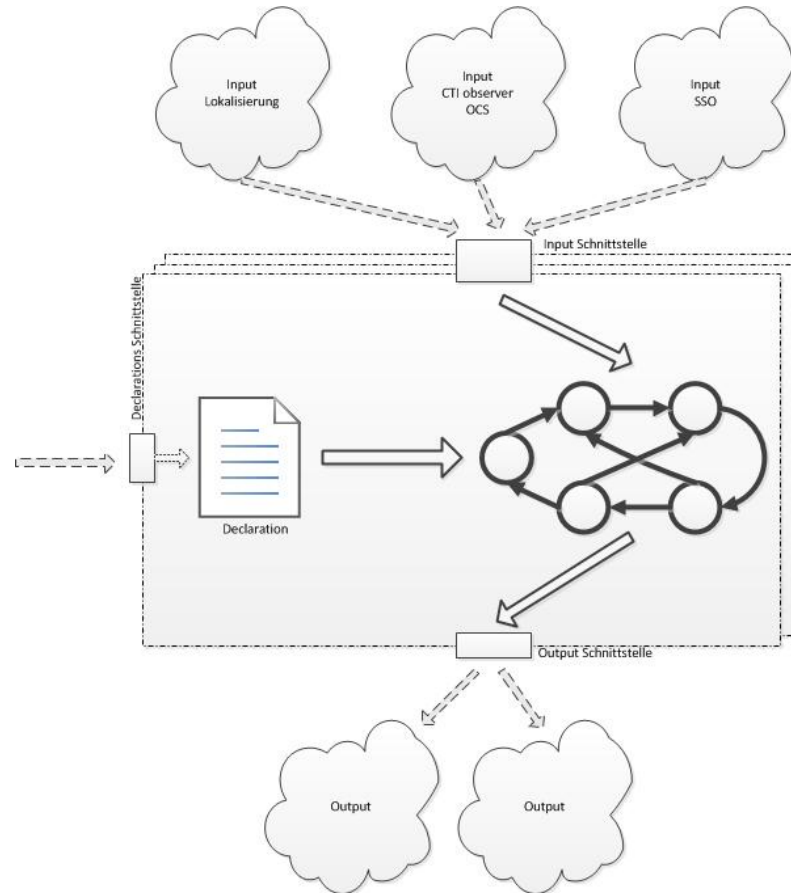 Input
Lokalisierung
Input
CTI observer
OCS
Input
SSO
Input Schnittstelle
Declarations Schnittstelle
Declaration
Output Schnittstelle
Output
Output